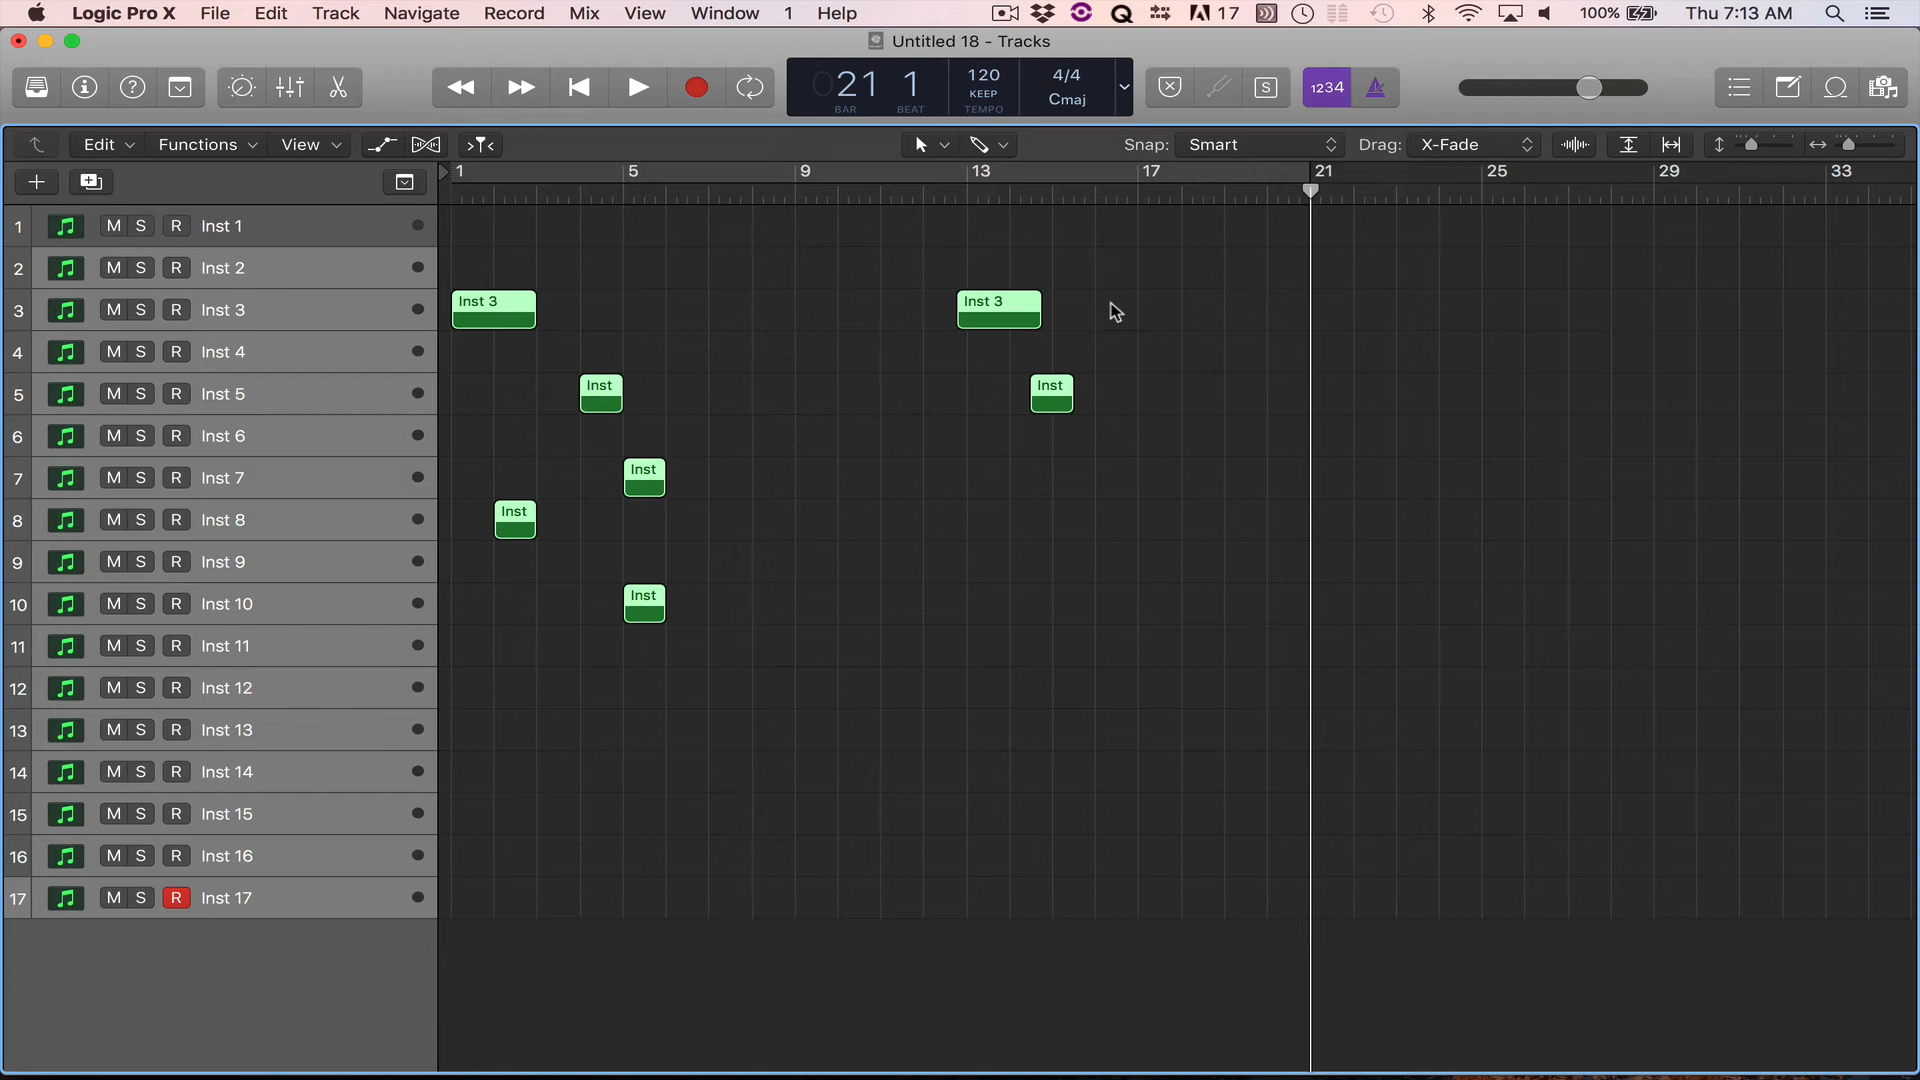 Logic Pro X File Edit Track Navigate Record Mix View Window 1 Help 17 100% Thu 7:13 AM
Untitled 18 - Tracks
021 1 120 KEEP 4/4 Cmaj S 1234
BAR BEAT TEMPO
Edit Functions View Snap: Smart Drag: X-Fade
1 5 9 13 17 21 25 29 33
1 M S R Inst 1
2 M S R Inst 2
3 M S R Inst 3 Inst 3 Inst 3
4 M S R Inst 4
5 M S R Inst 5 Inst Inst
6 M S R Inst 6
7 M S R Inst 7 Inst
8 M S R Inst 8 Inst
9 M S R Inst 9
10 M S R Inst 10 Inst
11 M S R Inst 11
12 M S R Inst 12
13 M S R Inst 13
14 M S R Inst 14
15 M S R Inst 15
16 M S R Inst 16
17 M S R Inst 17